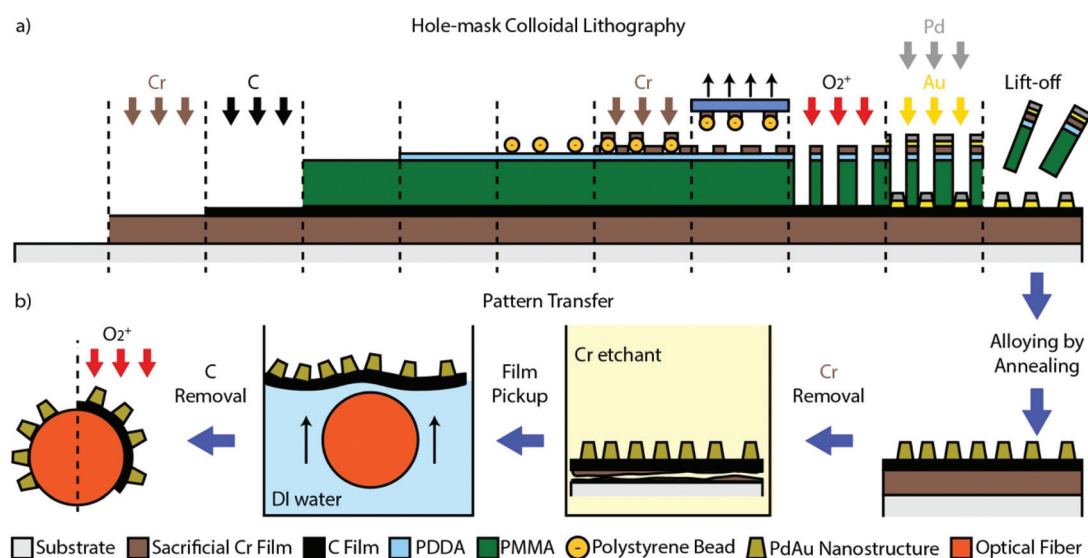 a)
Hole-mask Colloidal Lithography
Cr
C
Cr
O2+
Pd
Au
Lift-off
b)
Pattern Transfer
O2+
C
Removal
DI water
Film
Pickup
Cr etchant
Cr
Removal
Alloying by
Annealing
Substrate Sacrificial Cr Film C Film PDDA PMMA Polystyrene Bead PdAu Nanostructure Optical Fiber